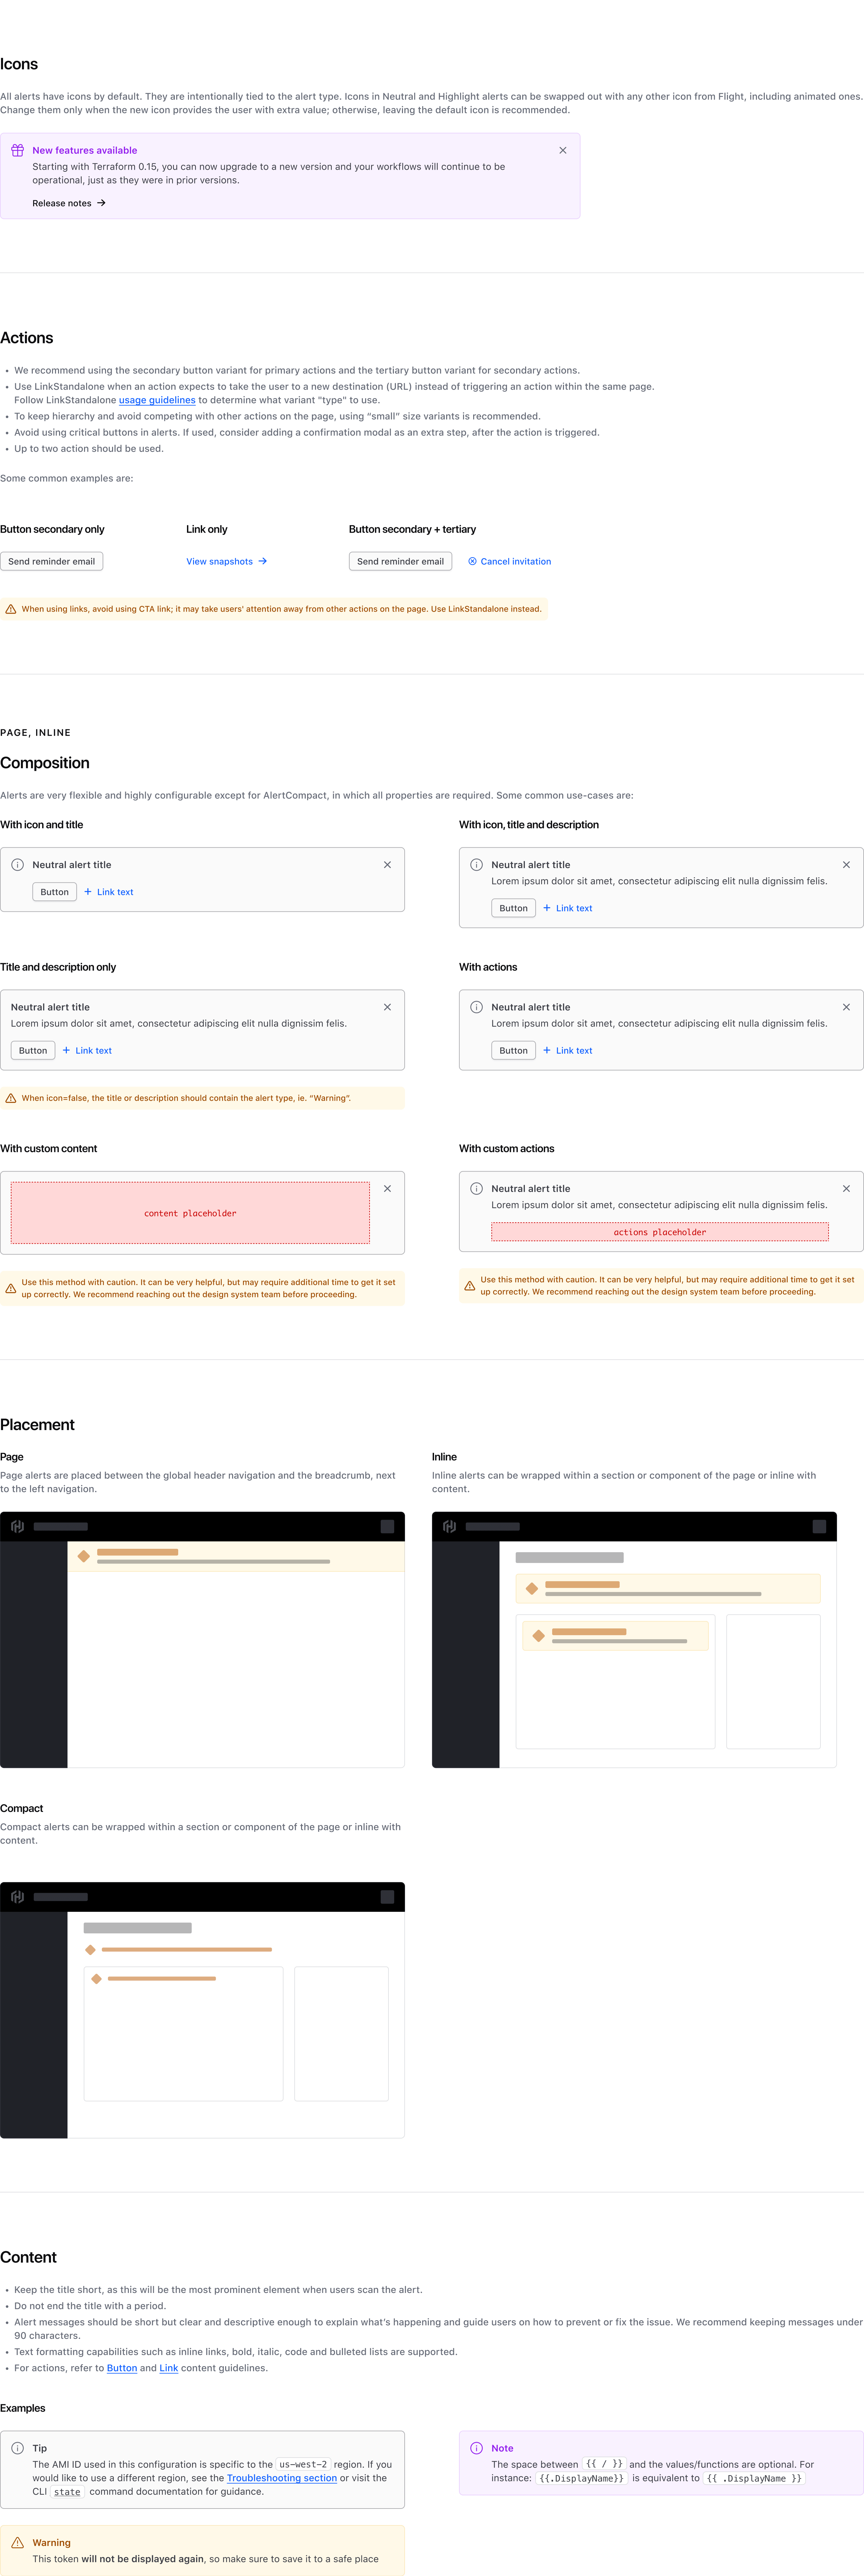 Icons
All alerts have icons by default. They are intentionally tied to the alert type. Icons in Neutral and Highlight alerts can be swapped out with any other icon from Flight, including animated ones.
Change them only when the new icon provides the user with extra value; otherwise, leaving the default icon is recommended.
New features available
Starting with Terraform 0.15, you can now upgrade to a new version and your workflows will continue to be
operational, just as they were in prior versions.
Release notes
Actions
• We recommend using the secondary button variant for primary actions and the tertiary button variant for secondary actions.
• Use LinkStandalone when an action expects to take the user to a new destination (URL) instead of triggering an action within the same page.
Follow LinkStandalone usage guidelines to determine what variant "type" to use.
• To keep hierarchy and avoid competing with other actions on the page, using “small” size variants is recommended.
• Avoid using critical buttons in alerts. If used, consider adding a confirmation modal as an extra step, after the action is triggered.
• Up to two action should be used.
Some common examples are:
Button secondary only
Link only
Button secondary + tertiary
Send reminder email
View snapshots
Send reminder email
Cancel invitation
When using links, avoid using CTA link; it may take users' attention away from other actions on the page. Use LinkStandalone instead.
PAGE, INLINE
Composition
Alerts are very flexible and highly configurable except for AlertCompact, in which all properties are required. Some common use-cases are:
With icon and title
Neutral alert title
Button
Link text
With icon, title and description
Neutral alert title
Lorem ipsum dolor sit amet, consectetur adipiscing elit nulla dignissim felis.
Button
Link text
Title and description only
Neutral alert title
Lorem ipsum dolor sit amet, consectetur adipiscing elit nulla dignissim felis.
Button
Link text
When icon=false, the title or description should contain the alert type, ie. “Warning”.
With actions
Neutral alert title
Lorem ipsum dolor sit amet, consectetur adipiscing elit nulla dignissim felis.
Button
Link text
With custom content
content placeholder
Use this method with caution. It can be very helpful, but may require additional time to get it set
up correctly. We recommend reaching out the design system team before proceeding.
With custom actions
Neutral alert title
Lorem ipsum dolor sit amet, consectetur adipiscing elit nulla dignissim felis.
actions placeholder
Use this method with caution. It can be very helpful, but may require additional time to get it set
up correctly. We recommend reaching out the design system team before proceeding.
Placement
Page
Page alerts are placed between the global header navigation and the breadcrumb, next
to the left navigation.
Inline
Inline alerts can be wrapped within a section or component of the page or inline with
content.
Compact
Compact alerts can be wrapped within a section or component of the page or inline with
content.
Content
• Keep the title short, as this will be the most prominent element when users scan the alert.
• Do not end the title with a period.
• Alert messages should be short but clear and descriptive enough to explain what’s happening and guide users on how to prevent or fix the issue. We recommend keeping messages under
90 characters.
• Text formatting capabilities such as inline links, bold, italic, code and bulleted lists are supported.
• For actions, refer to Button and Link content guidelines.
Examples
Tip
The AMI ID used in this configuration is specific to the us-west-2 region. If you
would like to use a different region, see the Troubleshooting section or visit the
CLI state command documentation for guidance.
Note
The space between {{ / }} and the values/functions are optional. For
instance: {{.DisplayName}} is equivalent to {{ .DisplayName }}
Warning
This token will not be displayed again, so make sure to save it to a safe place